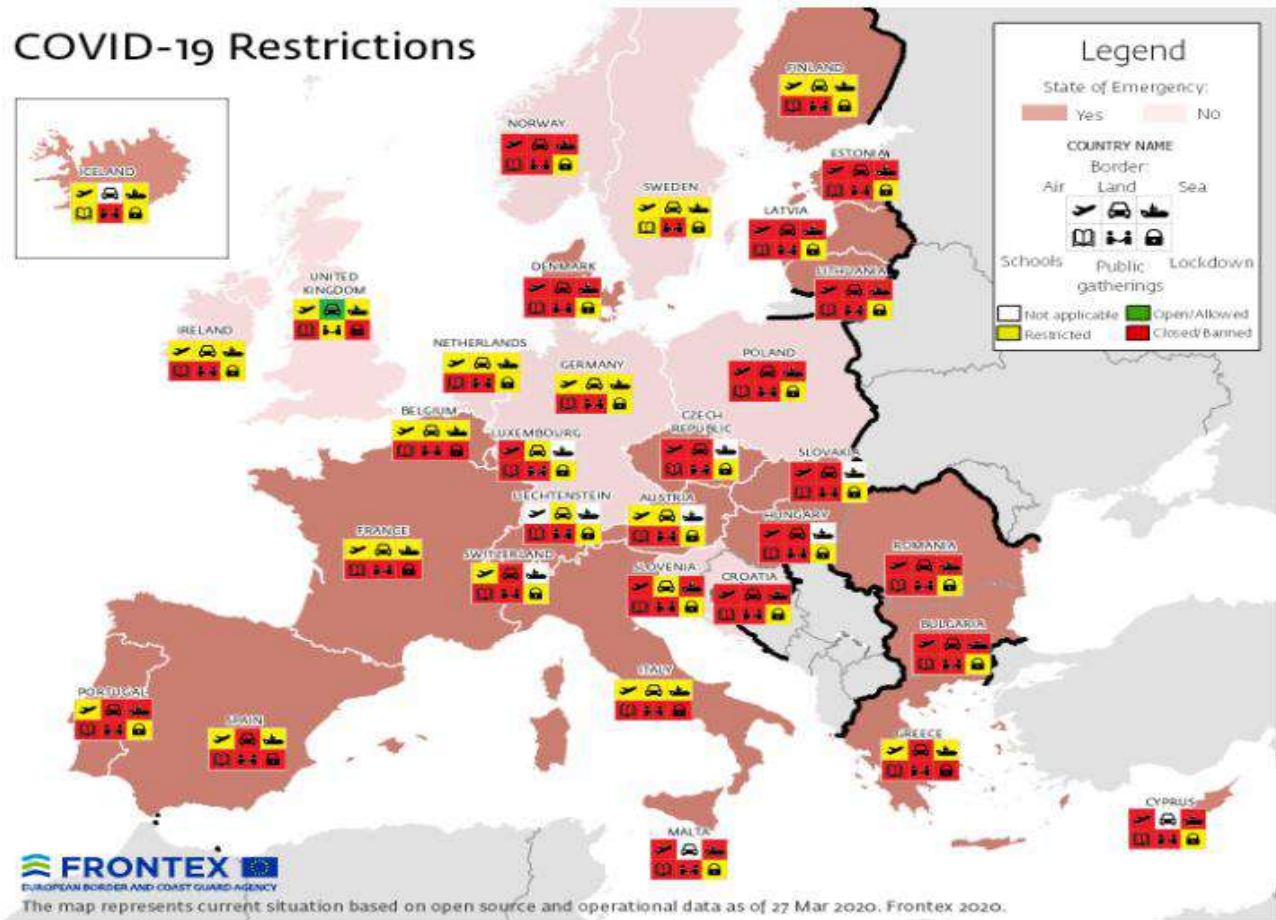 COVID-19 Restrictions
Legend
State of Emergency:
Yes
No
COUNTRY NAME
Border:
Air
Land
Sea
Schools
Public
gatherings
Lockdown
Not applicable
Open/Allowed
Restricted
Closed/Banned
FINLAND
NORWAY
ICELAND
ESTONIA
SWEDEN
LATVIA
DENMARK
LITHUANIA
UNITED
KINGDOM
IRELAND
NETHERLANDS
GERMANY
POLAND
BELGIUM
LUXEMBOURG
CZECH
REPUBLIC
SLOVAKIA
LIECHTENSTEIN
AUSTRIA
HUNGARY
FRANCE
SWITZERLAND
SLOVENIA
CROATIA
ROMANIA
BULGARIA
ITALY
PORTUGAL
SPAIN
GREECE
CYPRUS
MALTA
FRONTEX
EUROPEAN BORDER AND COAST GUARD AGENCY
The map represents current situation based on open source and operational data as of 27 Mar 2020. Frontex 2020.